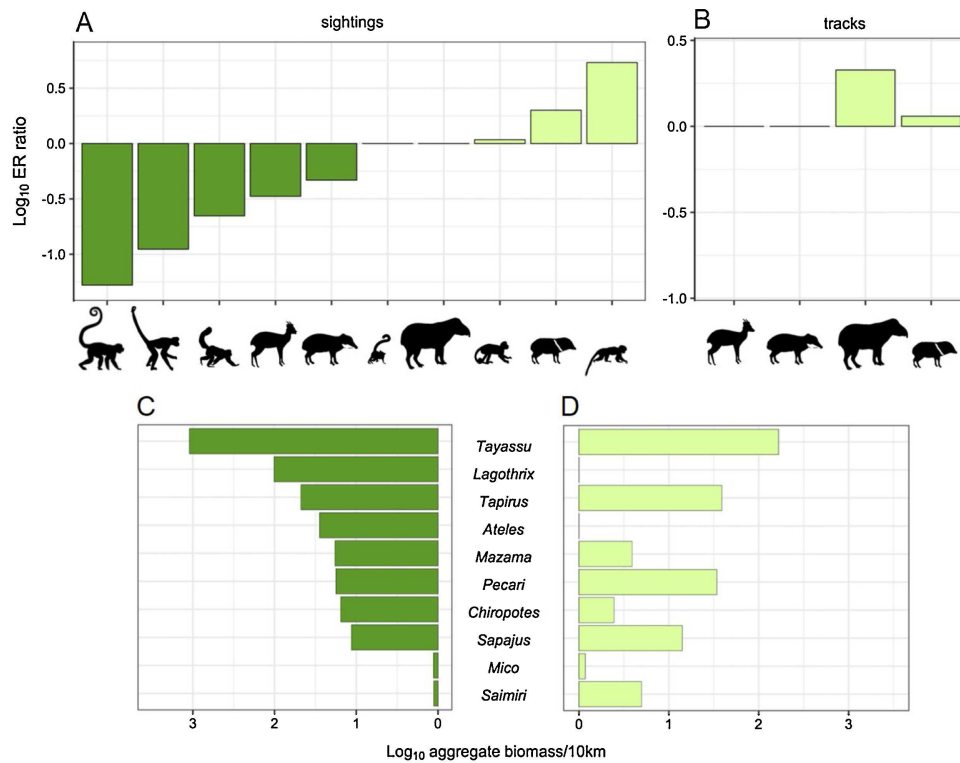 A
sightings
B
tracks
Log10 ER ratio
0.5
0.0
-0.5
-1.0
0.5
0.0
-0.5
-1.0
C
D
Tayassu
Lagothrix
Tapirus
Ateles
Mazama
Pecari
Chiropotes
Sapajus
Mico
Saimiri
3 2 1 0
0 1 2 3
Log10 aggregate biomass/10km